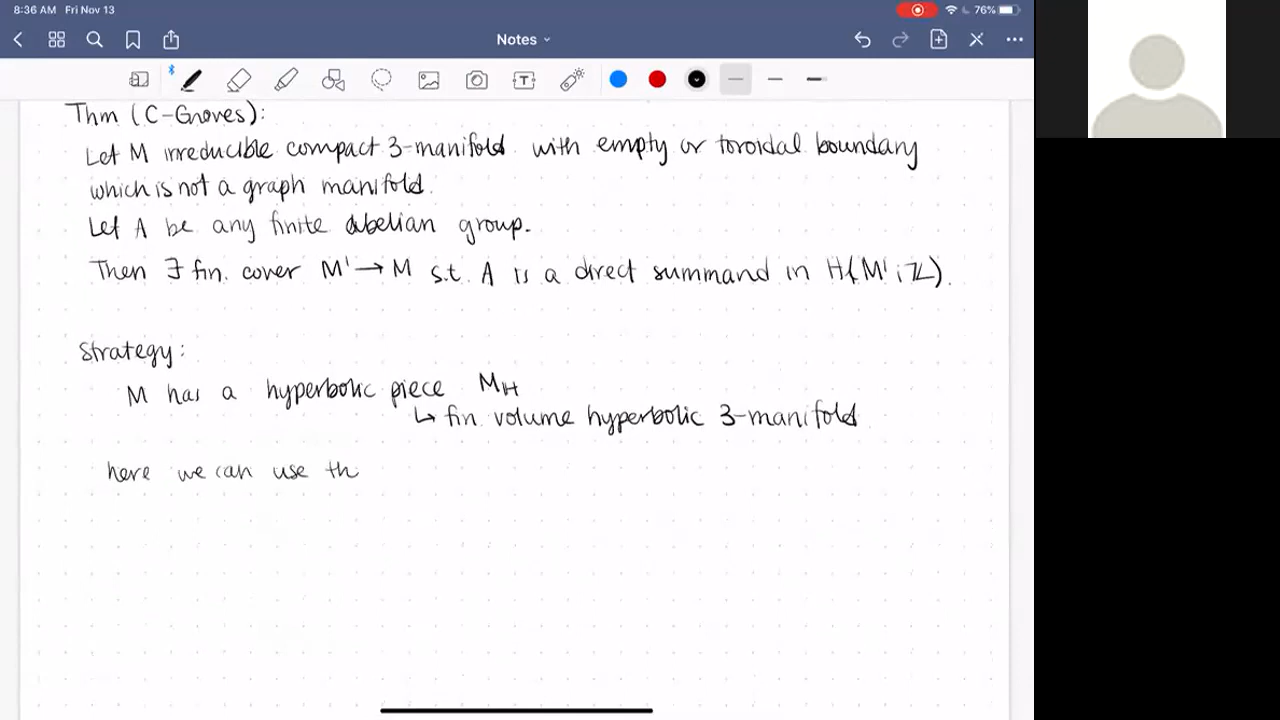 8:36 AM Fri Nov 13
76%
Notes
Thm (C-Groves):
Let M irreducible compact 3-manifold with empty or toroidal boundary
which is not a graph manifold.
Let A be any finite abelian group.
Then ∃ fin. cover M' → M s.t. A is a direct summand in H₁(M'; ℤ).
Strategy:
M has a hyperbolic piece M_H
↳ fin. volume hyperbolic 3-manifold
here we can use th